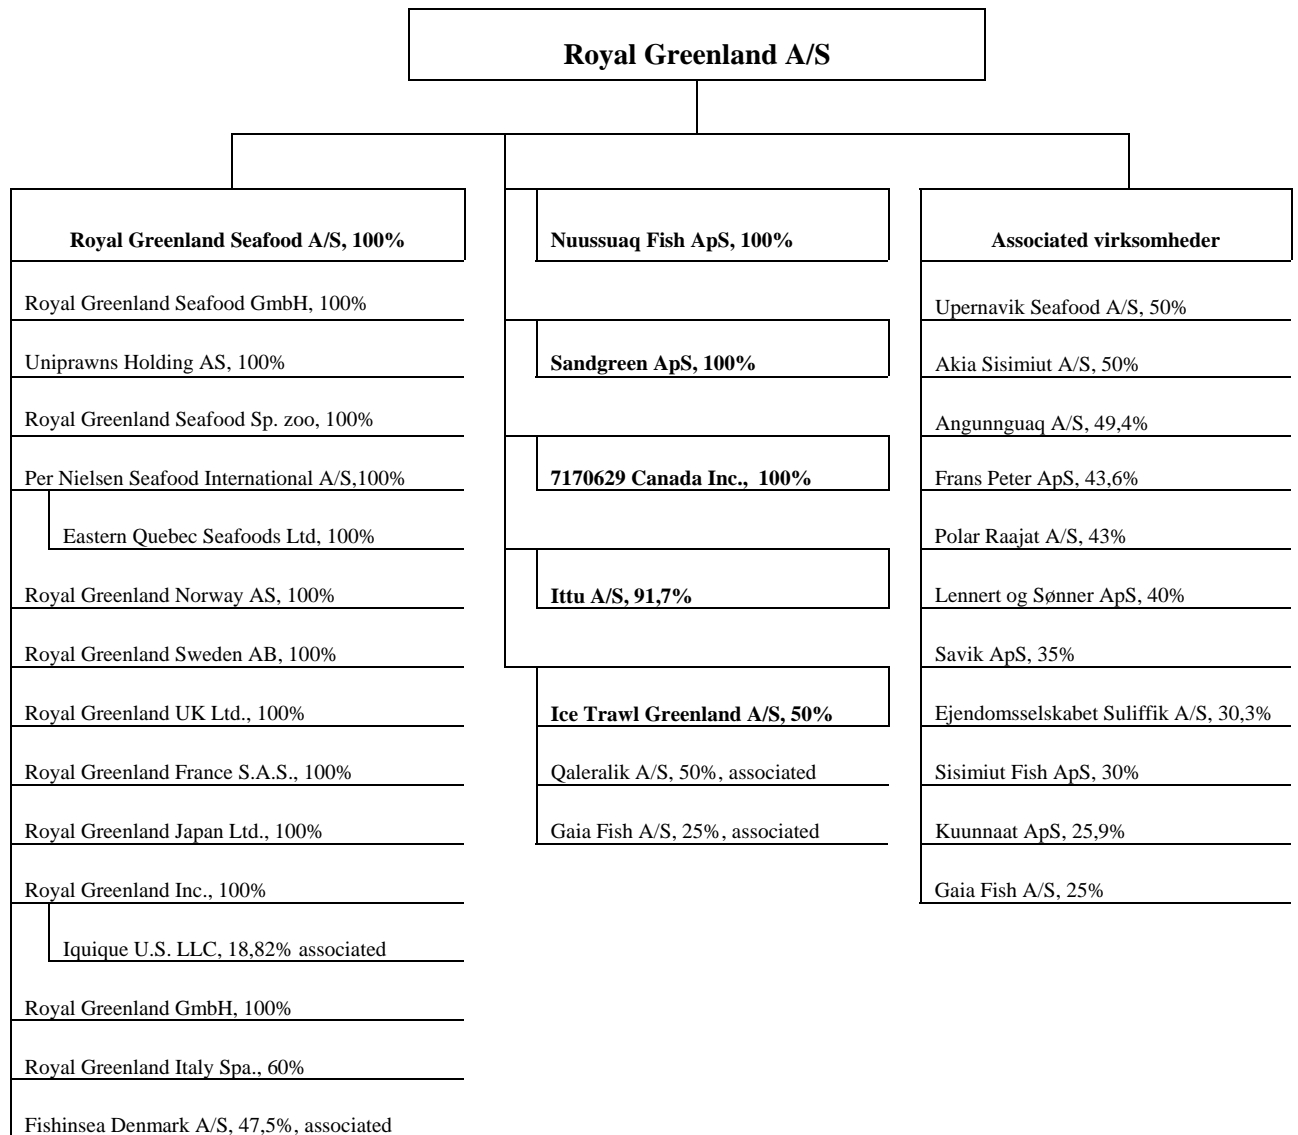 Royal Greenland A/S
Royal Greenland Seafood A/S, 100%
Royal Greenland Seafood GmbH, 100%
Uniprawns Holding AS, 100%
Royal Greenland Seafood Sp. zoo, 100%
Per Nielsen Seafood International A/S,100%
Eastern Quebec Seafoods Ltd, 100%
Royal Greenland Norway AS, 100%
Royal Greenland Sweden AB, 100%
Royal Greenland UK Ltd., 100%
Royal Greenland France S.A.S., 100%
Royal Greenland Japan Ltd., 100%
Royal Greenland Inc., 100%
Iquique U.S. LLC, 18,82% associated
Royal Greenland GmbH, 100%
Royal Greenland Italy Spa., 60%
Fishinsea Denmark A/S, 47,5%, associated
Nuussuaq Fish ApS, 100%
Sandgreen ApS, 100%
7170629 Canada Inc., 100%
Ittu A/S, 91,7%
Ice Trawl Greenland A/S, 50%
Qaleralik A/S, 50%, associated
Gaia Fish A/S, 25%, associated
Associated virksomheder
Upernavik Seafood A/S, 50%
Akia Sisimiut A/S, 50%
Angunnguaq A/S, 49,4%
Frans Peter ApS, 43,6%
Polar Raajat A/S, 43%
Lennert og Sønner ApS, 40%
Savik ApS, 35%
Ejendomsselskabet Suliffik A/S, 30,3%
Sisimiut Fish ApS, 30%
Kuunnaat ApS, 25,9%
Gaia Fish A/S, 25%